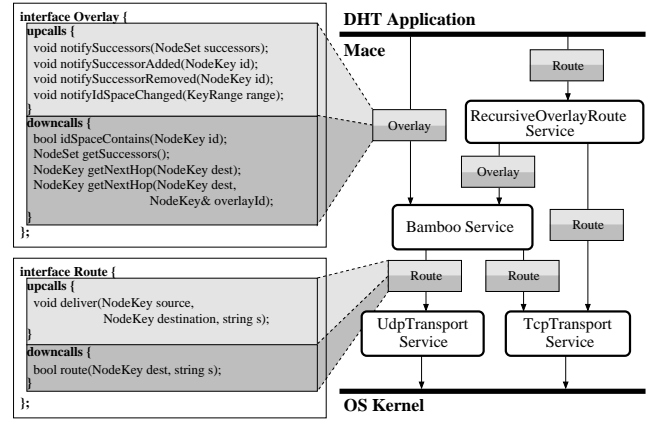 interface Overlay {
upcalls {
void notifySuccessors(NodeSet successors);
void notifySuccessorAdded(NodeKey id);
void notifySuccessorRemoved(NodeKey id);
void notifyIdSpaceChanged(KeyRange range);
}
downcalls {
bool idSpaceContains(NodeKey id);
NodeSet getSuccessors();
NodeKey getNextHop(NodeKey dest);
NodeKey getNextHop(NodeKey dest,
NodeKey& overlayId);
}
};
interface Route {
upcalls {
void deliver(NodeKey source,
NodeKey destination, string s);
}
downcalls {
bool route(NodeKey dest, string s);
}
};
DHT Application
Mace
Route
Overlay
RecursiveOverlayRoute
Service
Overlay
Bamboo Service
Route
Route
Route
UdpTransport
Service
TcpTransport
Service
OS Kernel